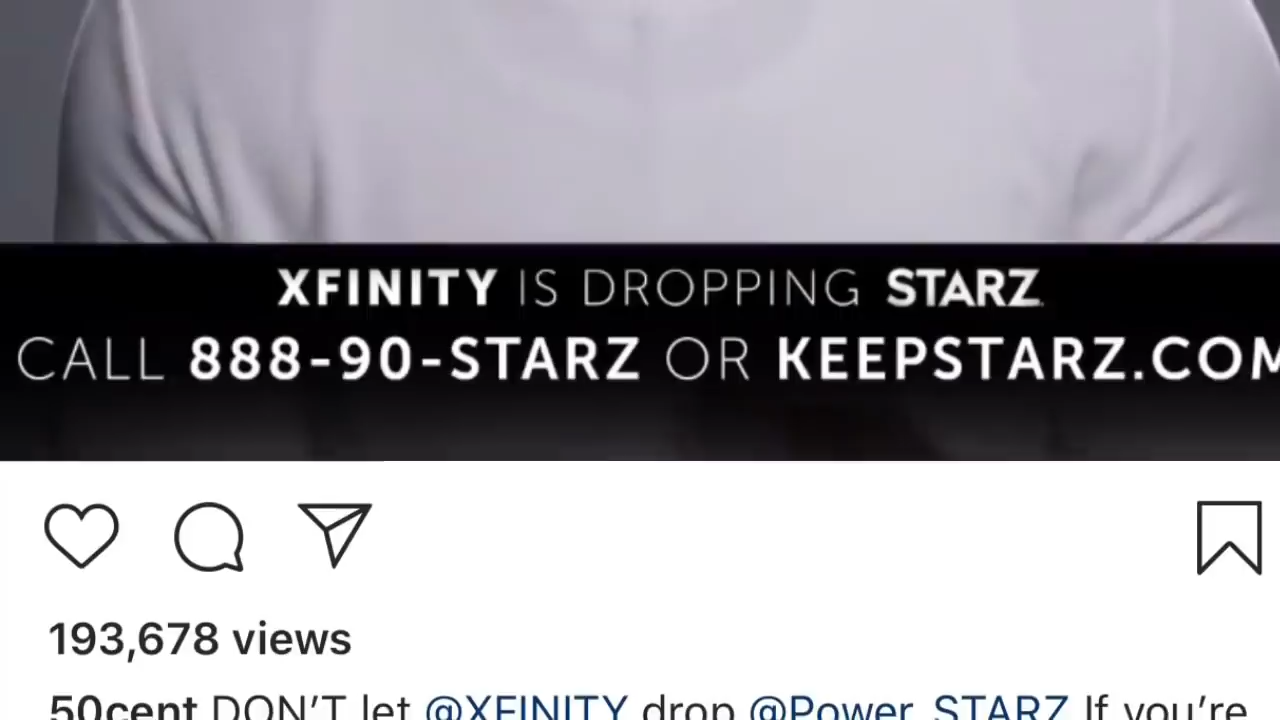 XFINITY IS DROPPING STARZ
CALL 888-90-STARZ OR KEEPSTARZ.COM
193,678 views
50cent DON'T let @XFINITY drop @Power_STARZ If you're